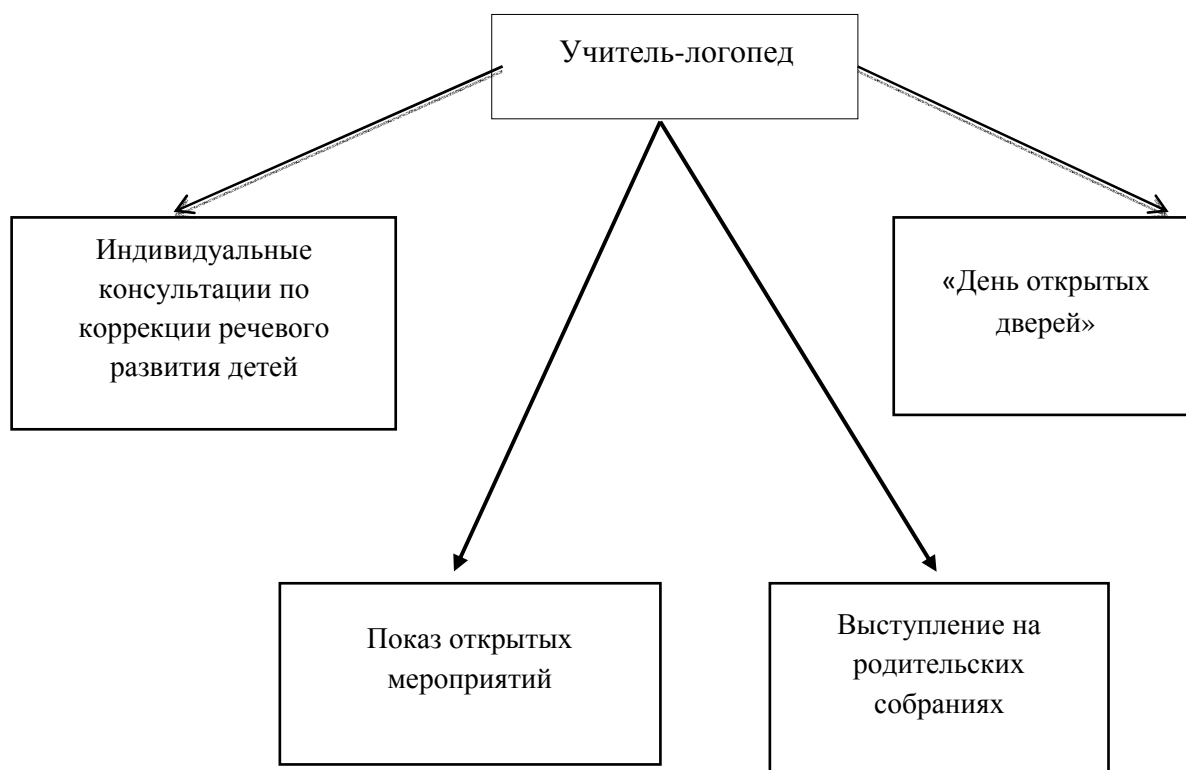 Учитель-логопед
Индивидуальные
консультации по
коррекции речевого
развития детей
«День открытых
дверей»
Показ открытых
мероприятий
Выступление на
родительских
собраниях